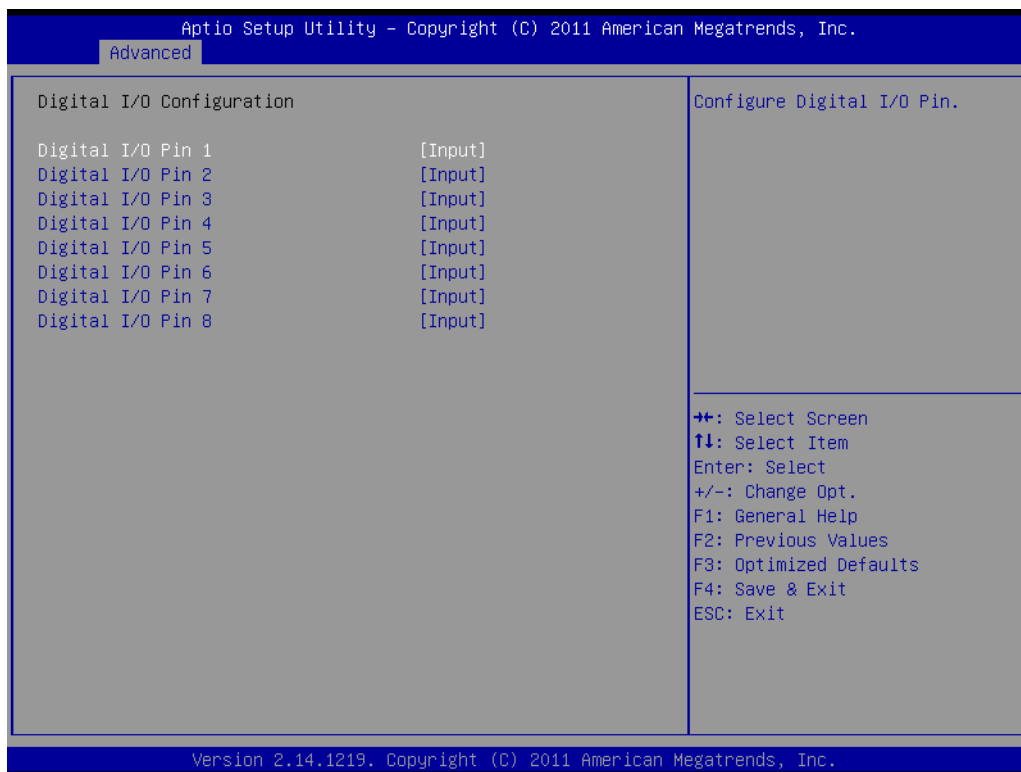 Aptio Setup Utility – Copyright (C) 2011 American Megatrends, Inc.
Advanced
Digital I/O Configuration
Digital I/O Pin 1 [Input]
Digital I/O Pin 2 [Input]
Digital I/O Pin 3 [Input]
Digital I/O Pin 4 [Input]
Digital I/O Pin 5 [Input]
Digital I/O Pin 6 [Input]
Digital I/O Pin 7 [Input]
Digital I/O Pin 8 [Input]
Configure Digital I/O Pin.
→←: Select Screen
↑↓: Select Item
Enter: Select
+/-: Change Opt.
F1: General Help
F2: Previous Values
F3: Optimized Defaults
F4: Save & Exit
ESC: Exit
Version 2.14.1219. Copyright (C) 2011 American Megatrends, Inc.